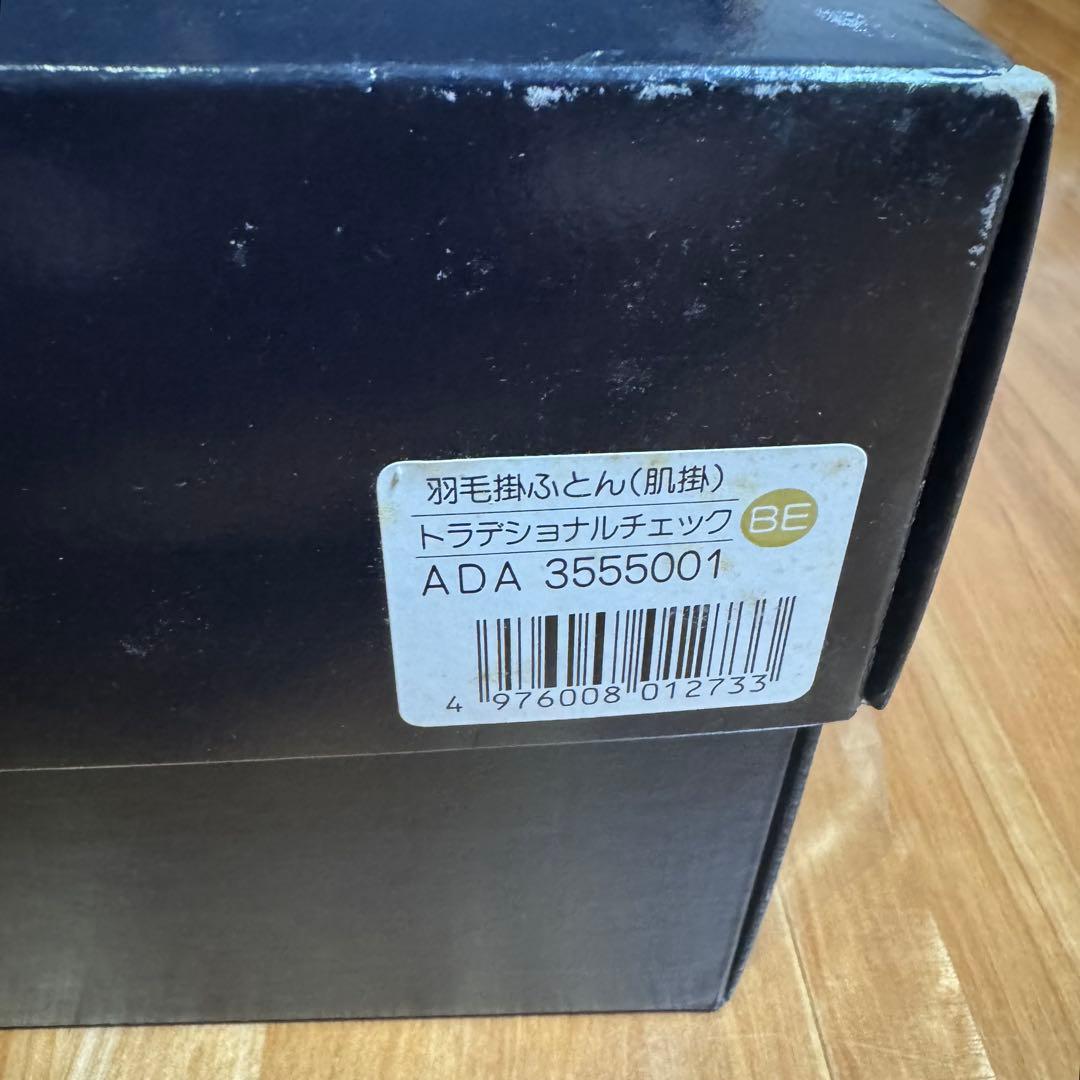 羽毛掛ふとん(肌掛)
トラデショナルチェック BE
ADA 3555001
4 976008 012733